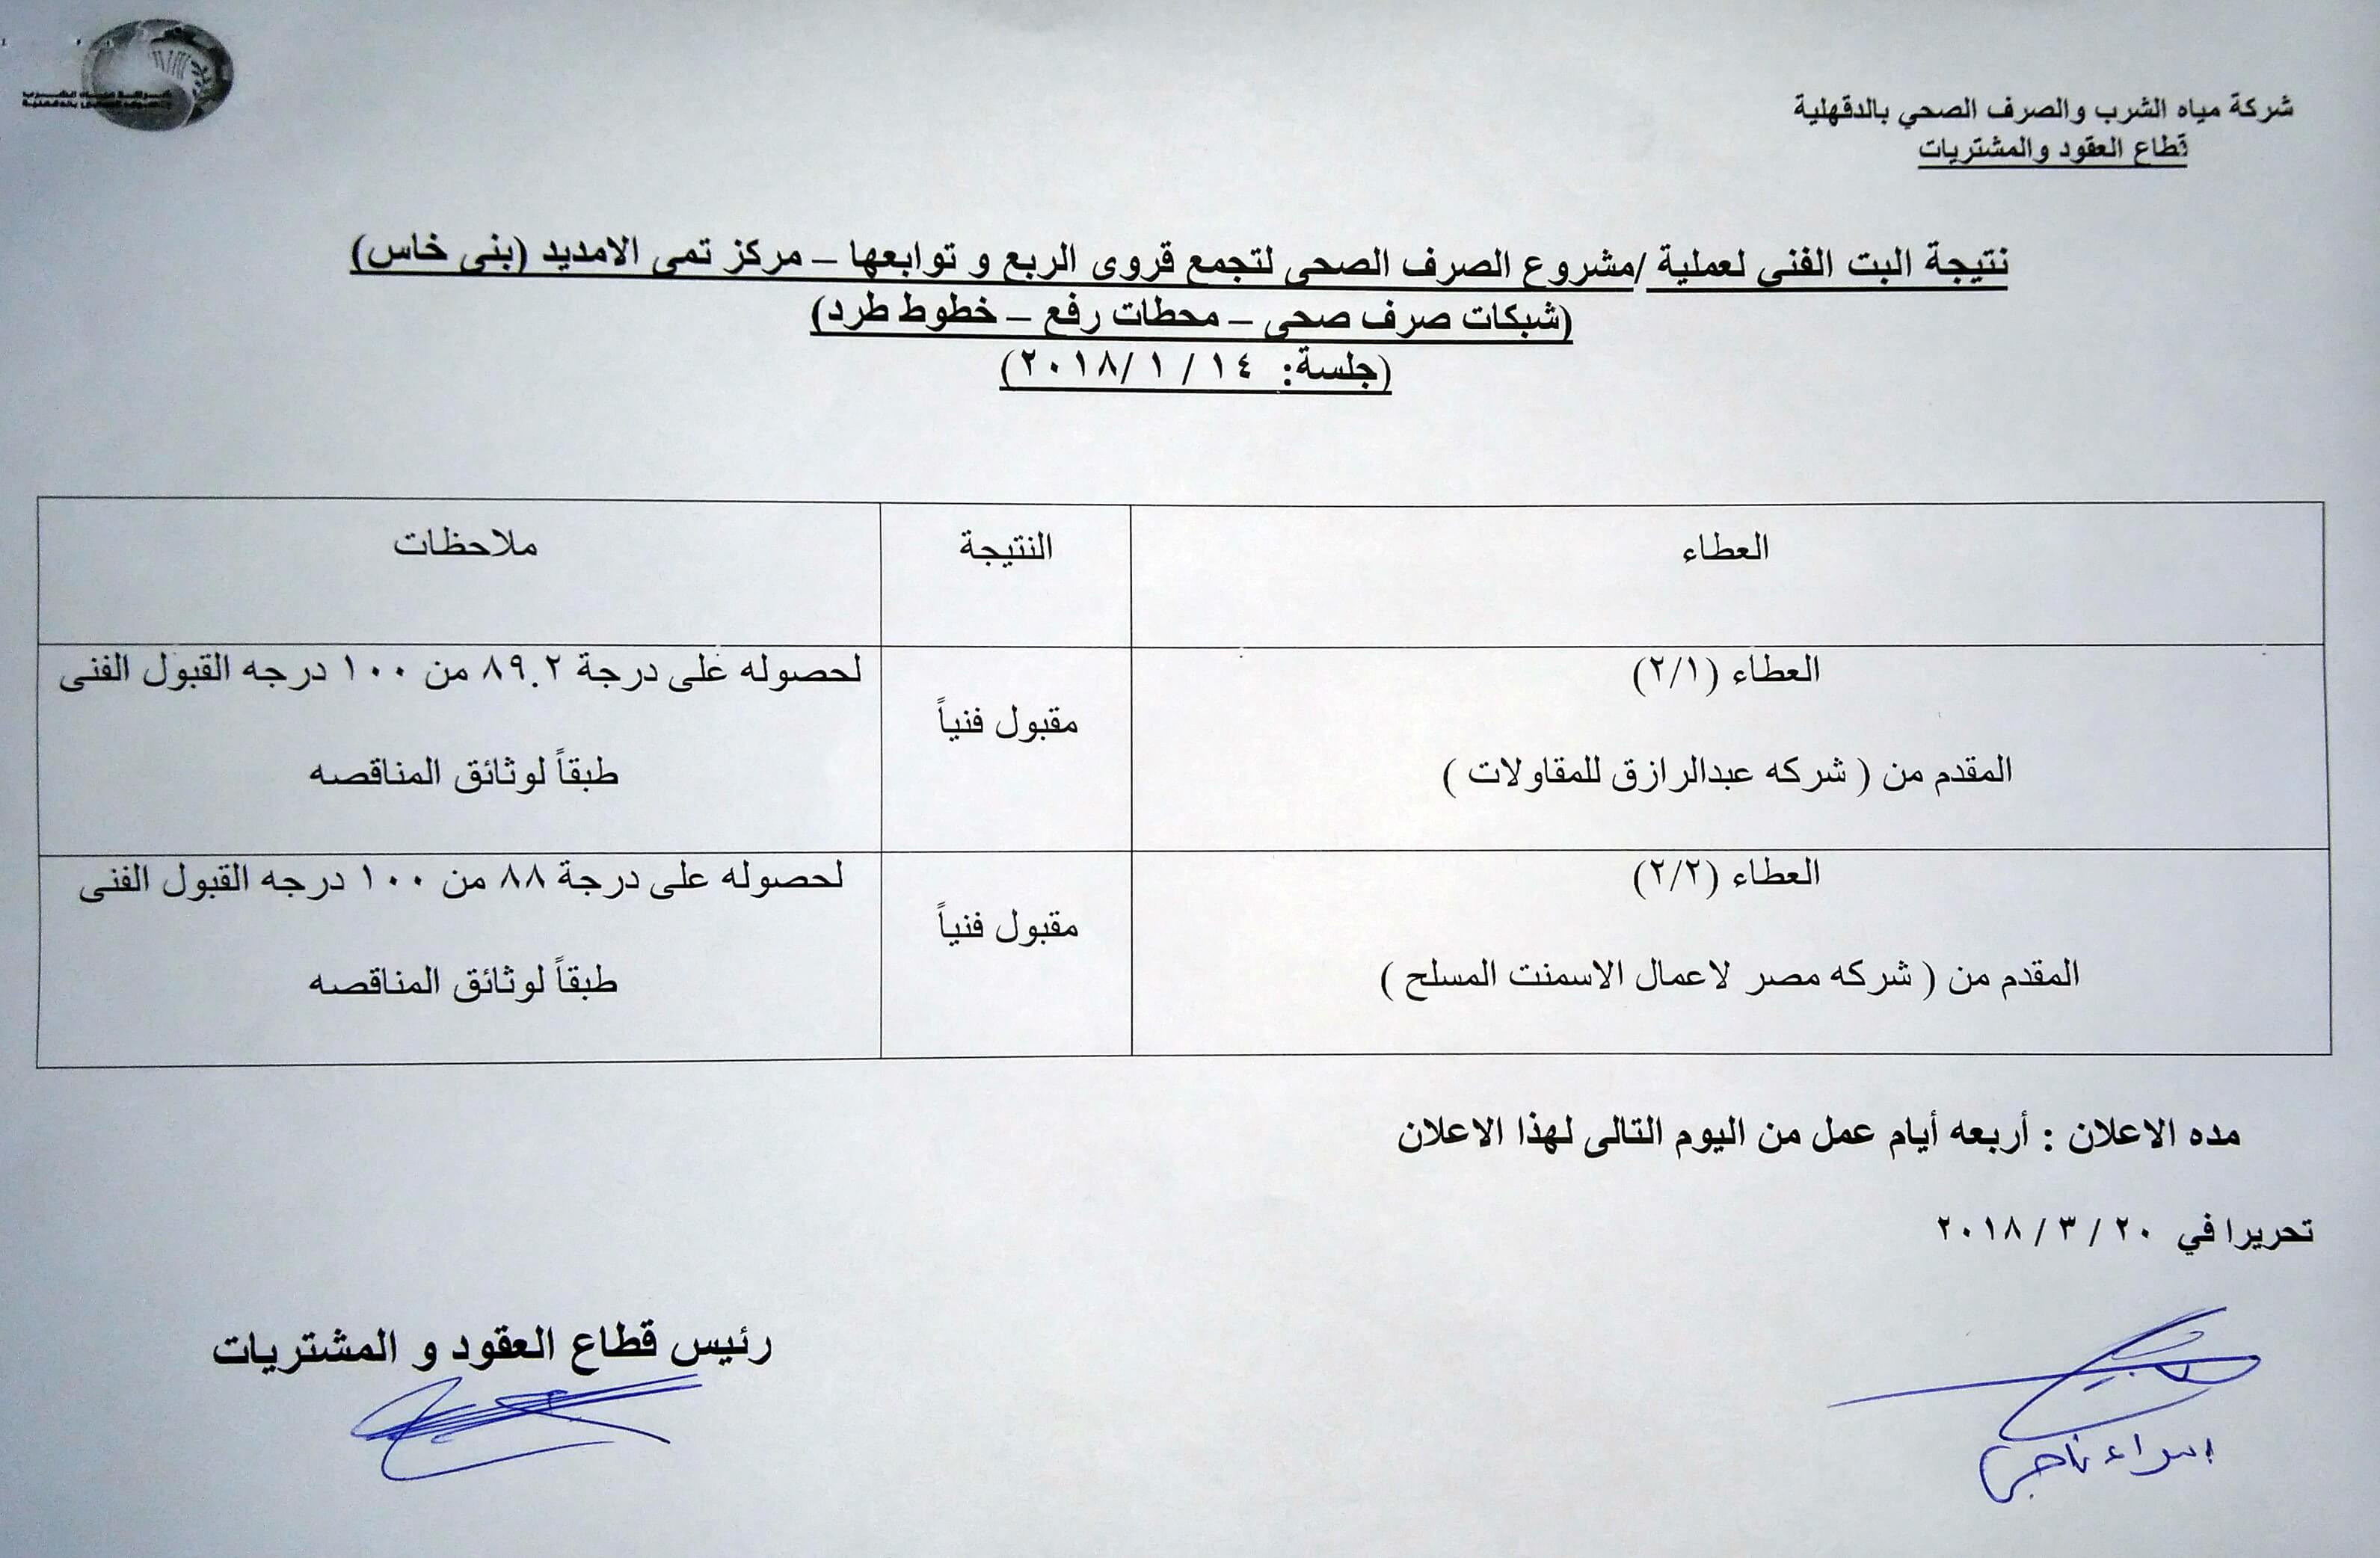 شركة مياه الشرب والصرف الصحي بالدقهلية
قطاع العقود والمشتريات
نتيجة البت الفنى لعملية /مشروع الصرف الصحى لتجمع قروى الربع و توابعها – مركز تمى الامديد (بنى خاس)
(شبكات صرف صحى – محطات رفع – خطوط طرد)
(جلسة: ١٤ / ١ /٢٠١٨)
العطاء
النتيجة
ملاحظات
العطاء (٢/١)
المقدم من ( شركه عبدالرازق للمقاولات )
مقبول فنياً
لحصوله على درجة ٨٩.٢ من ١٠٠ درجه القبول الفنى
طبقاً لوثائق المناقصه
العطاء (٢/٢)
المقدم من ( شركه مصر لاعمال الاسمنت المسلح )
مقبول فنياً
لحصوله على درجة ٨٨ من ١٠٠ درجه القبول الفنى
طبقاً لوثائق المناقصه
مده الاعلان : أربعه أيام عمل من اليوم التالى لهذا الاعلان
تحريرا في ٢٠ / ٣ / ٢٠١٨
رئيس قطاع العقود و المشتريات
اسراء